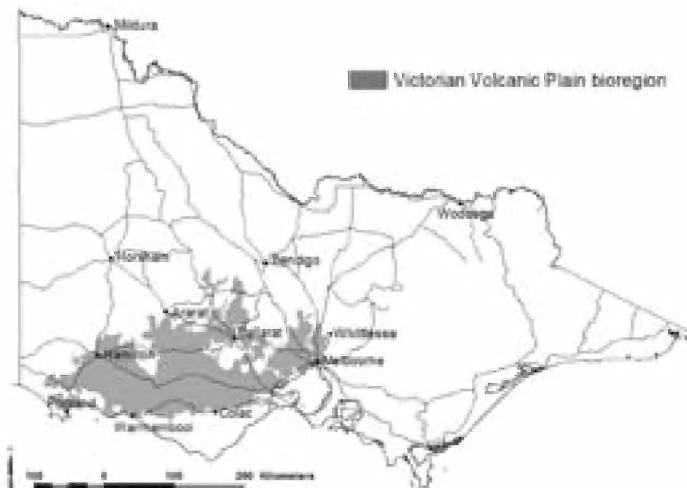 Mildura
Victorian Volcanic Plain bioregion
Wodonga
Horsham
Bendigo
Ararat
Ballarat
Whittlesea
Hamilton
Melbourne
Portland
Colac
Warrnambool
100 0 100 200 Kilometers